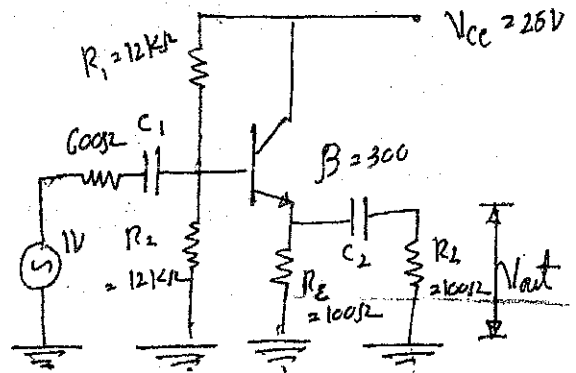 VCC = 25V
R1 = 12KΩ
600Ω C1
β = 300
1V
R2 = 12KΩ
RE = 100Ω
C2
RL = 100Ω
Vout